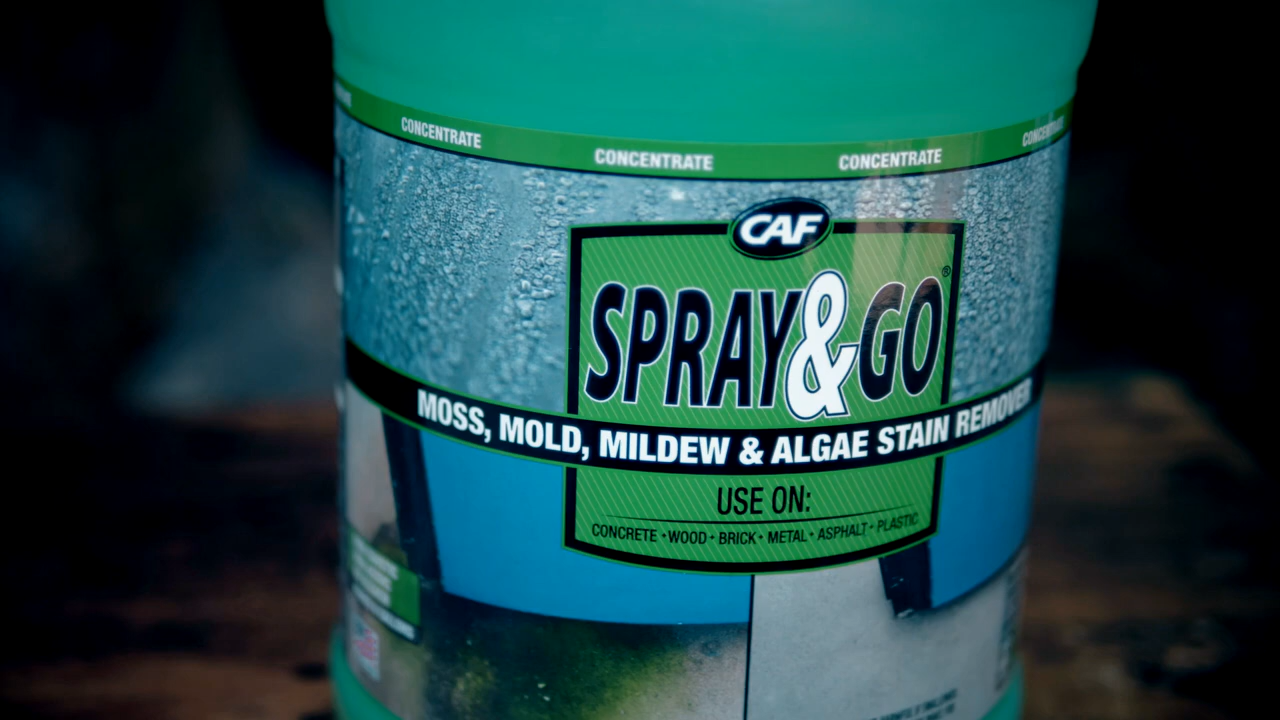 CONCENTRATE CONCENTRATE CONCENTRATE CONCENTRATE
CAF
SPRAY&GO®
MOSS, MOLD, MILDEW & ALGAE STAIN REMOVER
USE ON:
CONCRETE • WOOD • BRICK • METAL • ASPHALT • PLASTIC